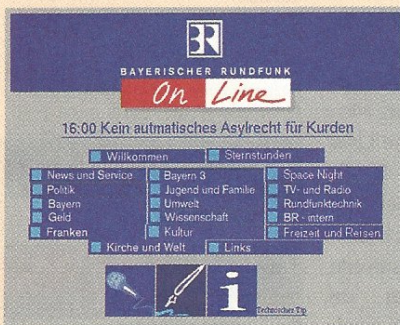 BR
BAYERISCHER RUNDFUNK
On Line
16:00 Kein autmatisches Asylrecht für Kurden
Willkommen Sternstunden
News und Service Bayern 3 Space Night
Politik Jugend und Familie TV- und Radio
Bayern Umwelt Rundfunktechnik
Geld Wissenschaft BR - intern
Franken Kultur Freizeit und Reisen
Kirche und Welt Links
i
Technischer Tip